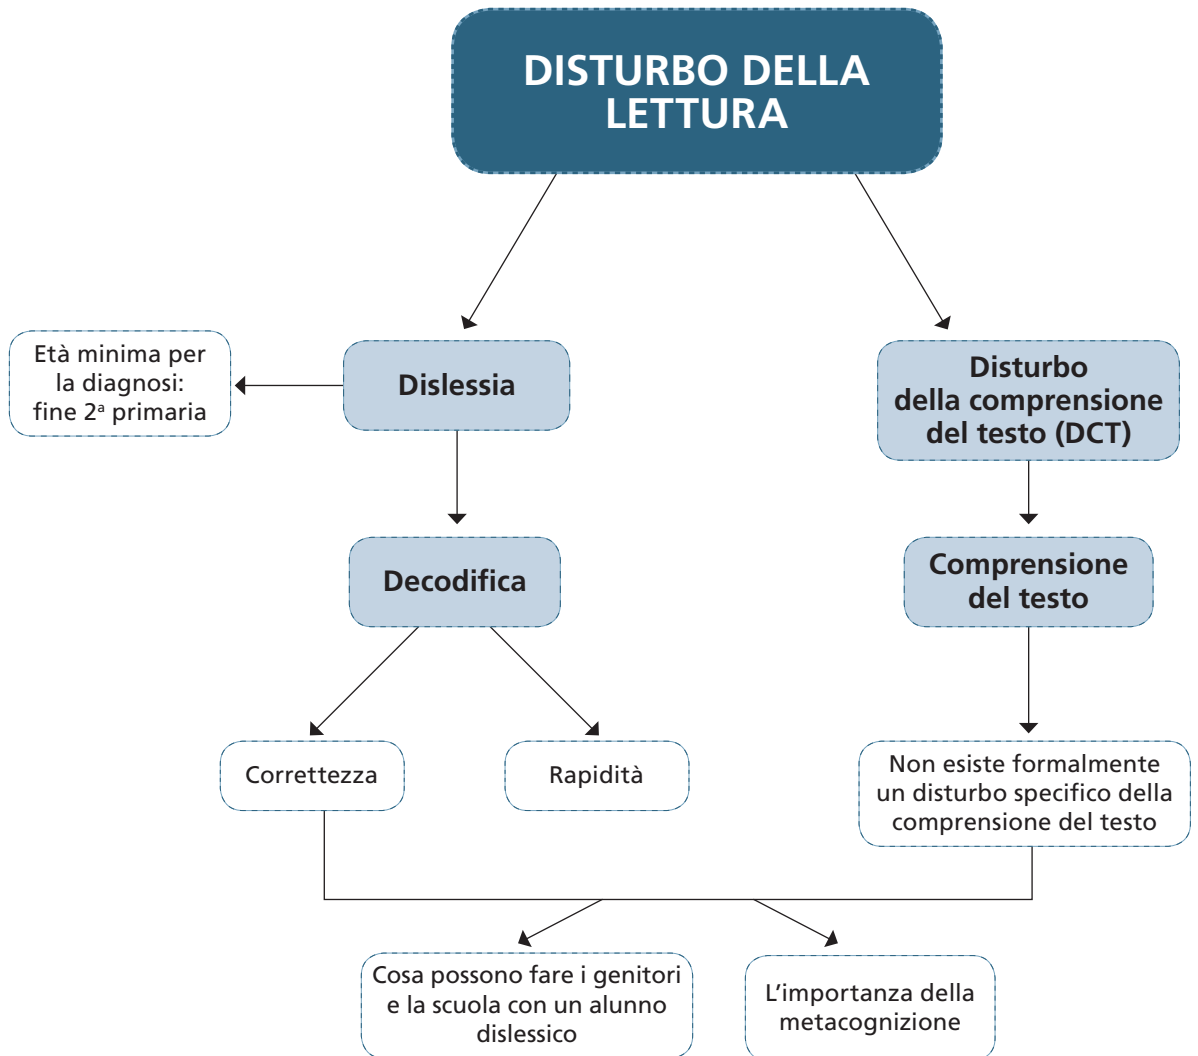 DISTURBO DELLA
LETTURA
Età minima per
la diagnosi:
fine 2ª primaria
Dislessia
Disturbo
della comprensione
del testo (DCT)
Decodifica
Comprensione
del testo
Correttezza
Rapidità
Non esiste formalmente
un disturbo specifico della
comprensione del testo
Cosa possono fare i genitori
e la scuola con un alunno
dislessico
L’importanza della
metacognizione